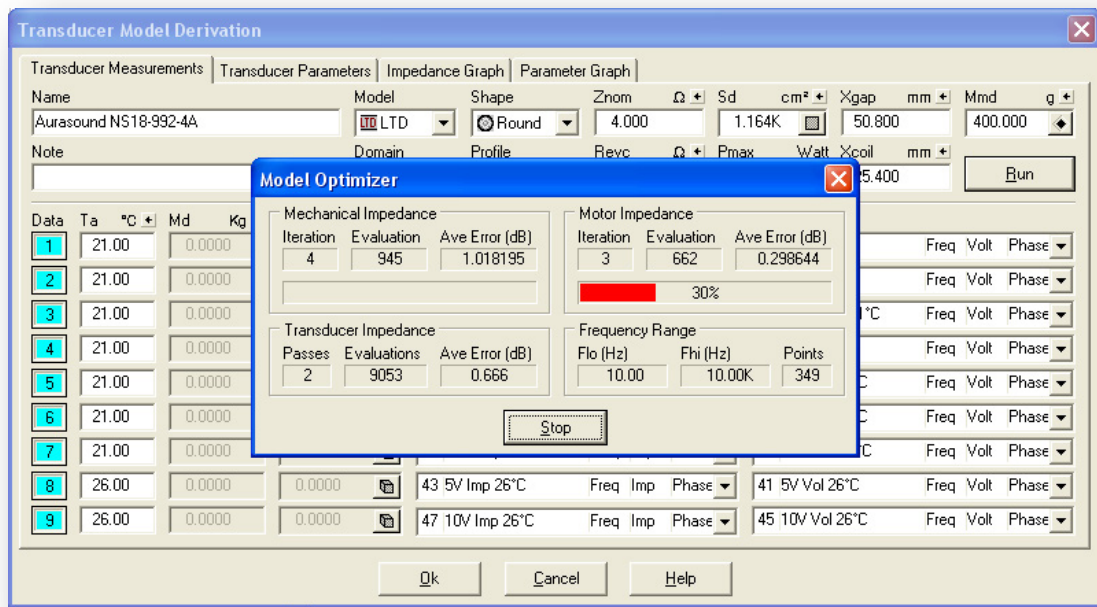 Transducer Model Derivation
Transducer Measurements Transducer Parameters Impedance Graph Parameter Graph
Name Model Shape Znom Ω Sd cm² Xgap mm Mmd g
Aurasound NS18-992-4A LTD LTD Round 4.000 1.164K 50.800 400.000
Note Domain Profile Revc Ω Pmax Watt Xcoil mm
25.400 Run
Model Optimizer
Mechanical Impedance
Iteration Evaluation Ave Error (dB)
4 945 1.018195
Motor Impedance
Iteration Evaluation Ave Error (dB)
3 662 0.298644
30%
Transducer Impedance
Passes Evaluations Ave Error (dB)
2 9053 0.666
Frequency Range
Flo (Hz) Fhi (Hz) Points
10.00 10.00K 349
Stop
Data Ta °C Md Kg
1 21.00 0.0000 Freq Volt Phase
2 21.00 0.0000 Freq Volt Phase
3 21.00 0.0000 °C Freq Volt Phase
4 21.00 0.0000 Freq Volt Phase
5 21.00 0.0000 Freq Volt Phase
6 21.00 0.0000 Freq Volt Phase
7 21.00 0.0000 Freq Volt Phase
8 26.00 0.0000 0.0000 43 5V Imp 26°C Freq Imp Phase 41 5V Vol 26°C Freq Volt Phase
9 26.00 0.0000 0.0000 47 10V Imp 26°C Freq Imp Phase 45 10V Vol 26°C Freq Volt Phase
Ok Cancel Help